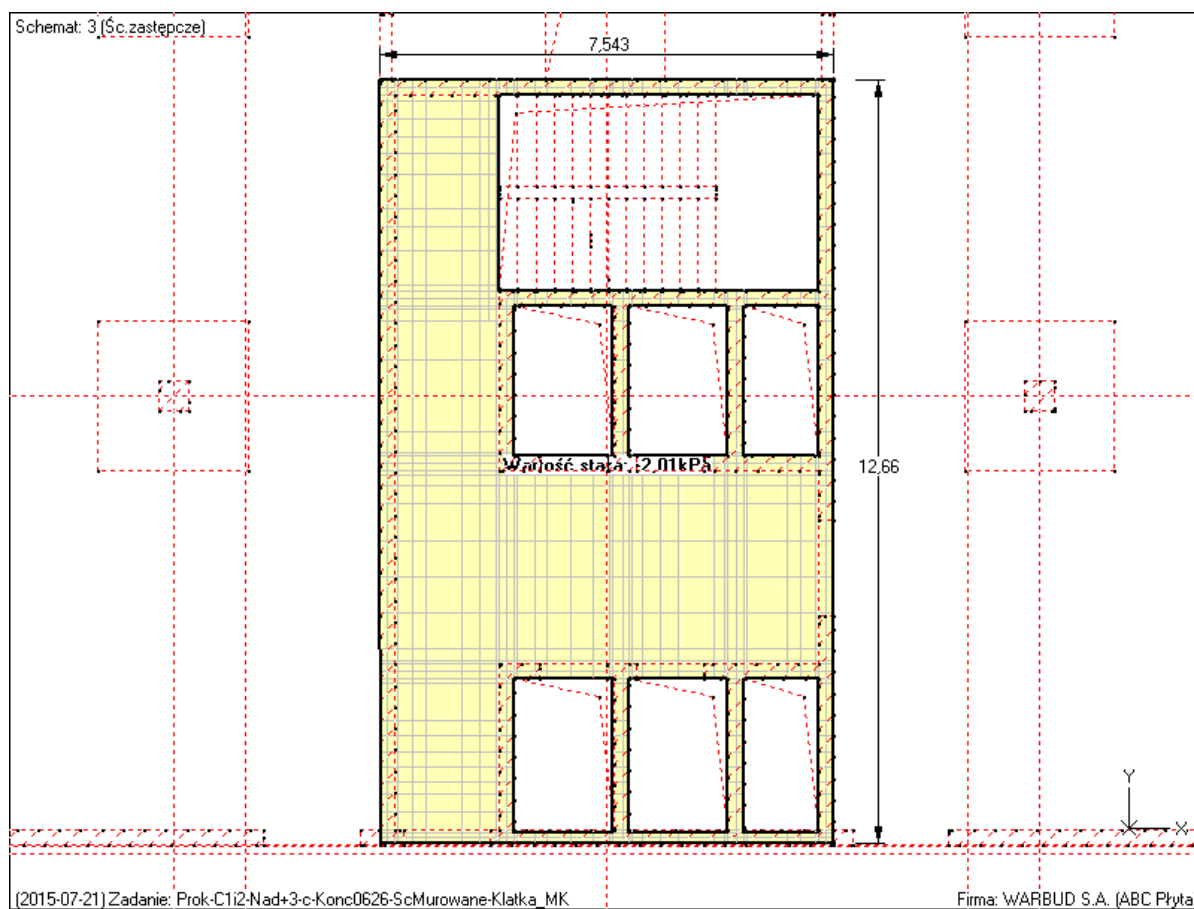 Schemat: 3 (Śc.zastępcze)
7,543
Wartość stała: -2,01kPa
12,66
Y
X
(2015-07-21) Zadanie: Prok-C1i2-Nad+3-c-Konc0626-ScMurowane-Klatka_MK
Firma: WARBUD S.A. (ABC Płyta